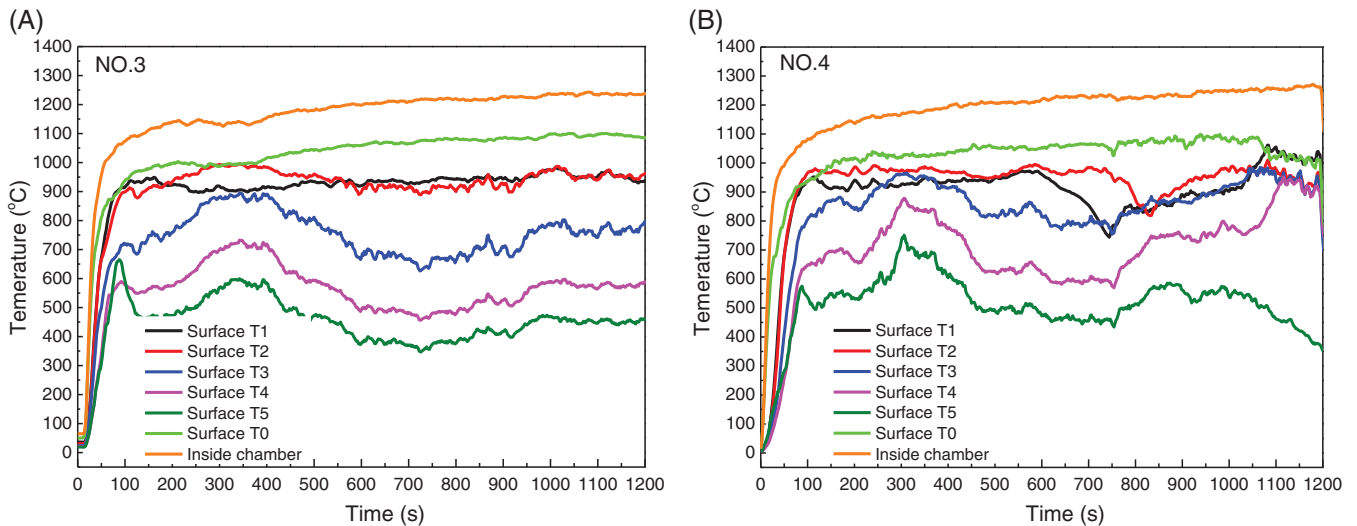 (A)
NO.3
Temerature (°C)
1400
1300
1200
1100
1000
900
800
700
600
500
400
300
200
100
0
Surface T1
Surface T2
Surface T3
Surface T4
Surface T5
Surface T0
Inside chamber
0 100 200 300 400 500 600 700 800 900 1000 1100 1200
Time (s)
(B)
NO.4
Temerature (°C)
1400
1300
1200
1100
1000
900
800
700
600
500
400
300
200
100
0
Surface T1
Surface T2
Surface T3
Surface T4
Surface T5
Surface T0
Inside chamber
0 100 200 300 400 500 600 700 800 900 1000 1100 1200
Time (s)